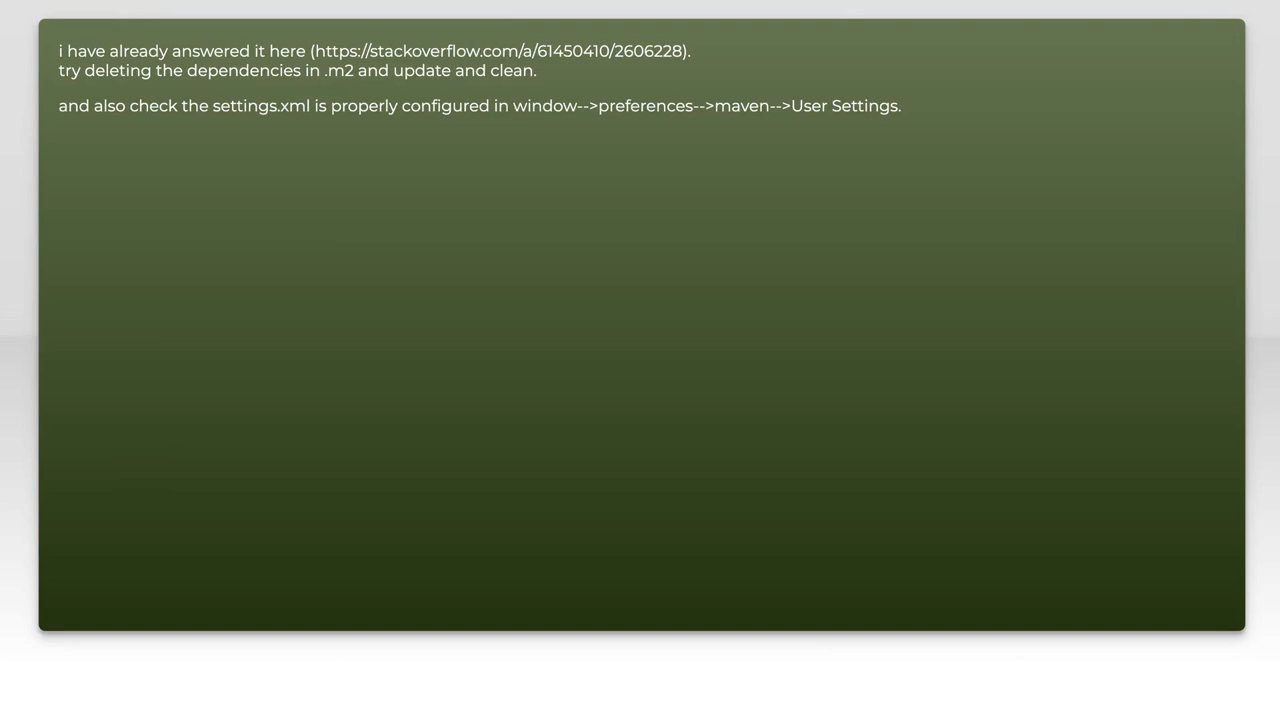 i have already answered it here (https://stackoverflow.com/a/61450410/2606228).
try deleting the dependencies in .m2 and update and clean.
and also check the settings.xml is properly configured in window-->preferences-->maven-->User Settings.